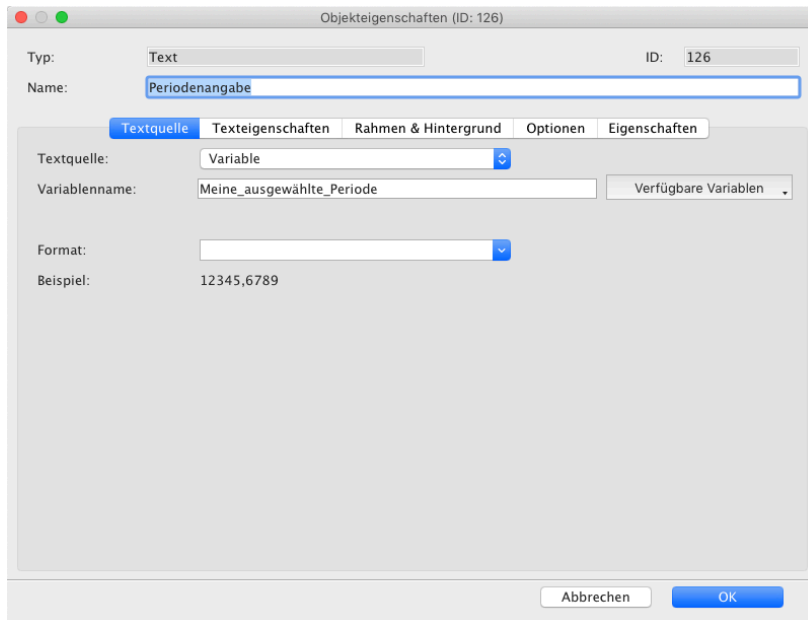 Objekteigenschaften (ID: 126)
Typ: Text ID: 126
Name: Periodenangabe
Textquelle Texteigenschaften Rahmen & Hintergrund Optionen Eigenschaften
Textquelle: Variable
Variablenname: Meine_ausgewählte_Periode Verfügbare Variablen
Format:
Beispiel: 12345,6789
Abbrechen OK